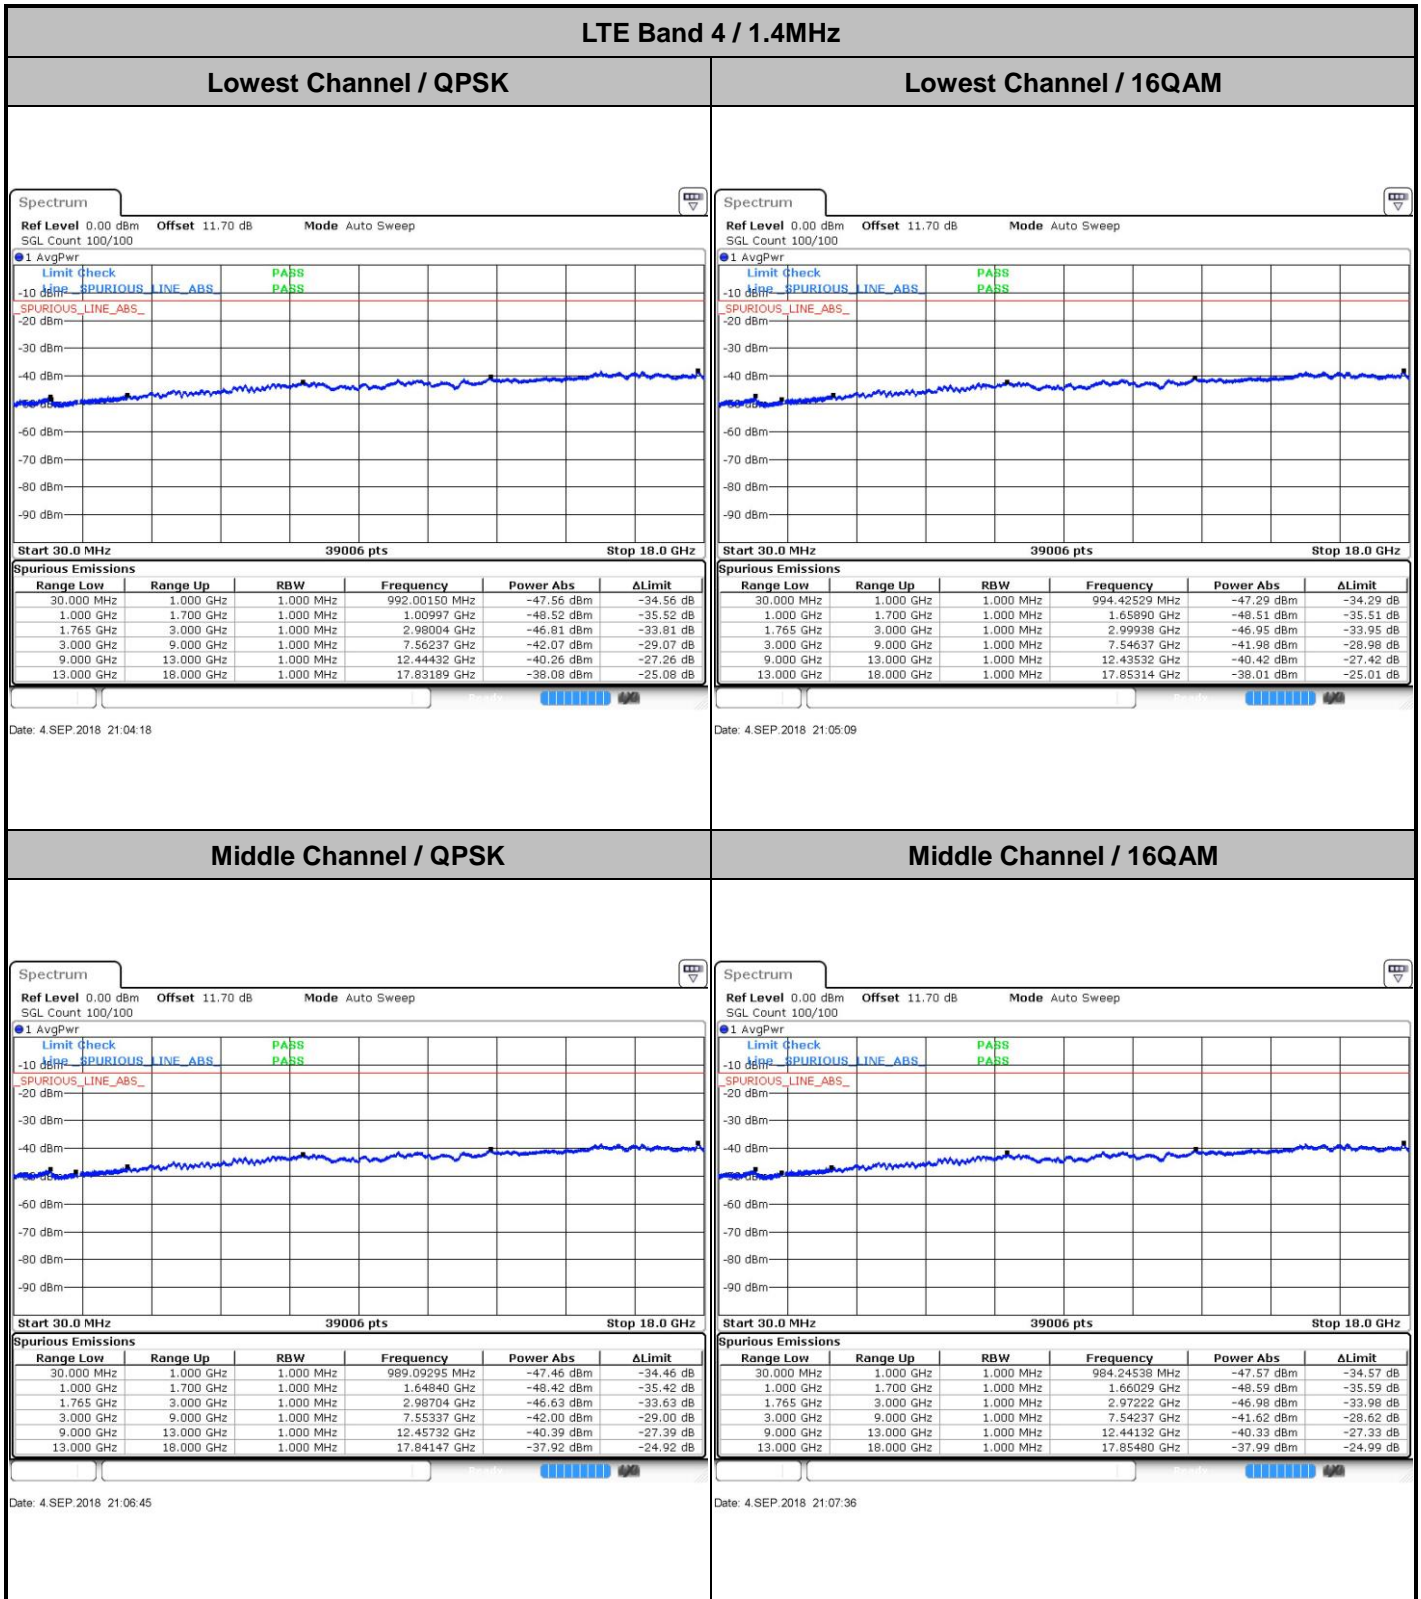 LTE Band 4 / 1.4MHz
Lowest Channel / QPSK
Lowest Channel / 16QAM
Spectrum
Ref Level 0.00 dBm Offset 11.70 dB Mode Auto Sweep
SGL Count 100/100
1 AvgPwr
Limit Check PASS
Line _SPURIOUS_LINE_ABS_ PASS
-10 dBm
_SPURIOUS_LINE_ABS_
-20 dBm
-30 dBm
-40 dBm
-60 dBm
-70 dBm
-80 dBm
-90 dBm
Start 30.0 MHz 39006 pts Stop 18.0 GHz
Spurious Emissions
Range Low Range Up RBW Frequency Power Abs ΔLimit
30.000 MHz 1.000 GHz 1.000 MHz 992.00150 MHz -47.56 dBm -34.56 dB
1.000 GHz 1.700 GHz 1.000 MHz 1.00997 GHz -48.52 dBm -35.52 dB
1.765 GHz 3.000 GHz 1.000 MHz 2.98004 GHz -46.81 dBm -33.81 dB
3.000 GHz 9.000 GHz 1.000 MHz 7.56237 GHz -42.07 dBm -29.07 dB
9.000 GHz 13.000 GHz 1.000 MHz 12.44432 GHz -40.26 dBm -27.26 dB
13.000 GHz 18.000 GHz 1.000 MHz 17.83189 GHz -38.08 dBm -25.08 dB
Date: 4.SEP.2018 21:04:18
Spectrum
Ref Level 0.00 dBm Offset 11.70 dB Mode Auto Sweep
SGL Count 100/100
1 AvgPwr
Limit Check PASS
Line _SPURIOUS_LINE_ABS_ PASS
-10 dBm
_SPURIOUS_LINE_ABS_
-20 dBm
-30 dBm
-40 dBm
-60 dBm
-70 dBm
-80 dBm
-90 dBm
Start 30.0 MHz 39006 pts Stop 18.0 GHz
Spurious Emissions
Range Low Range Up RBW Frequency Power Abs ΔLimit
30.000 MHz 1.000 GHz 1.000 MHz 994.42529 MHz -47.29 dBm -34.29 dB
1.000 GHz 1.700 GHz 1.000 MHz 1.65890 GHz -48.51 dBm -35.51 dB
1.765 GHz 3.000 GHz 1.000 MHz 2.99938 GHz -46.95 dBm -33.95 dB
3.000 GHz 9.000 GHz 1.000 MHz 7.54637 GHz -41.98 dBm -28.98 dB
9.000 GHz 13.000 GHz 1.000 MHz 12.43532 GHz -40.42 dBm -27.42 dB
13.000 GHz 18.000 GHz 1.000 MHz 17.85314 GHz -38.01 dBm -25.01 dB
Date: 4.SEP.2018 21:05:09
Middle Channel / QPSK
Middle Channel / 16QAM
Spectrum
Ref Level 0.00 dBm Offset 11.70 dB Mode Auto Sweep
SGL Count 100/100
1 AvgPwr
Limit Check PASS
Line _SPURIOUS_LINE_ABS_ PASS
-10 dBm
_SPURIOUS_LINE_ABS_
-20 dBm
-30 dBm
-40 dBm
-60 dBm
-70 dBm
-80 dBm
-90 dBm
Start 30.0 MHz 39006 pts Stop 18.0 GHz
Spurious Emissions
Range Low Range Up RBW Frequency Power Abs ΔLimit
30.000 MHz 1.000 GHz 1.000 MHz 989.09295 MHz -47.46 dBm -34.46 dB
1.000 GHz 1.700 GHz 1.000 MHz 1.64840 GHz -48.42 dBm -35.42 dB
1.765 GHz 3.000 GHz 1.000 MHz 2.98704 GHz -46.63 dBm -33.63 dB
3.000 GHz 9.000 GHz 1.000 MHz 7.55337 GHz -42.00 dBm -29.00 dB
9.000 GHz 13.000 GHz 1.000 MHz 12.45732 GHz -40.39 dBm -27.39 dB
13.000 GHz 18.000 GHz 1.000 MHz 17.84147 GHz -37.92 dBm -24.92 dB
Date: 4.SEP.2018 21:06:45
Spectrum
Ref Level 0.00 dBm Offset 11.70 dB Mode Auto Sweep
SGL Count 100/100
1 AvgPwr
Limit Check PASS
Line _SPURIOUS_LINE_ABS_ PASS
-10 dBm
_SPURIOUS_LINE_ABS_
-20 dBm
-30 dBm
-40 dBm
-60 dBm
-70 dBm
-80 dBm
-90 dBm
Start 30.0 MHz 39006 pts Stop 18.0 GHz
Spurious Emissions
Range Low Range Up RBW Frequency Power Abs ΔLimit
30.000 MHz 1.000 GHz 1.000 MHz 984.24538 MHz -47.57 dBm -34.57 dB
1.000 GHz 1.700 GHz 1.000 MHz 1.66029 GHz -48.59 dBm -35.59 dB
1.765 GHz 3.000 GHz 1.000 MHz 2.97222 GHz -46.98 dBm -33.98 dB
3.000 GHz 9.000 GHz 1.000 MHz 7.54237 GHz -41.62 dBm -28.62 dB
9.000 GHz 13.000 GHz 1.000 MHz 12.44132 GHz -40.33 dBm -27.33 dB
13.000 GHz 18.000 GHz 1.000 MHz 17.85480 GHz -37.99 dBm -24.99 dB
Date: 4.SEP.2018 21:07:36